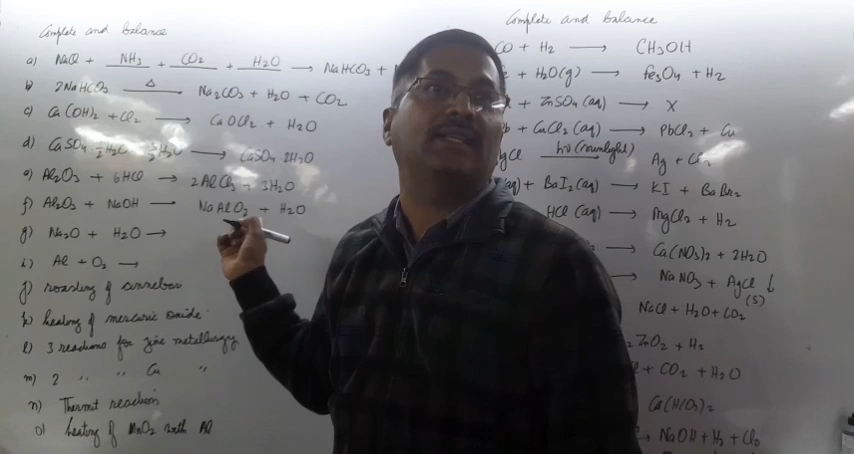 Complete and balance
a) NaCl + NH3 + CO2 + H2O → NaHCO3 +
b) 2NaHCO3 —Δ→ Na2CO3 + H2O + CO2
c) Ca(OH)2 + Cl2 → CaOCl2 + H2O
d) CaSO4 ½H2O → CaSO4 2H2O
e) Al2O3 + 6HCl → 2AlCl3 + 3H2O
f) Al2O3 + NaOH → NaAlO2 + H2O
g) Na2O + H2O →
Al + O2 →
j) roasting of cinnebar
k) heating of mercuric oxide
l) 3 reactions for zinc metallurgy
m) 2 " " Cu "
n) Thermit reaction
o) heating of MnO2 with Al
Complete and balance
CO + H2 → CH3OH
+ H2O(g) → Fe3O4 + H2
+ ZnSO4 (aq) → X
+ CuCl2 (aq) → PbCl2 + Cu
gCl —hν (sunlight)→ Ag + Cl2
(aq) + BaI2 (aq) → KI + BaBr2
HCl (aq) → MgCl2 + H2
→ Ca(NO3)2 + 2H2O
→ NaNO3 + AgCl ↓ (S)
NaCl + H2O + CO2
ZnO2 + H2
+ CO2 + H2O
→ NaOH + H2 + Cl2